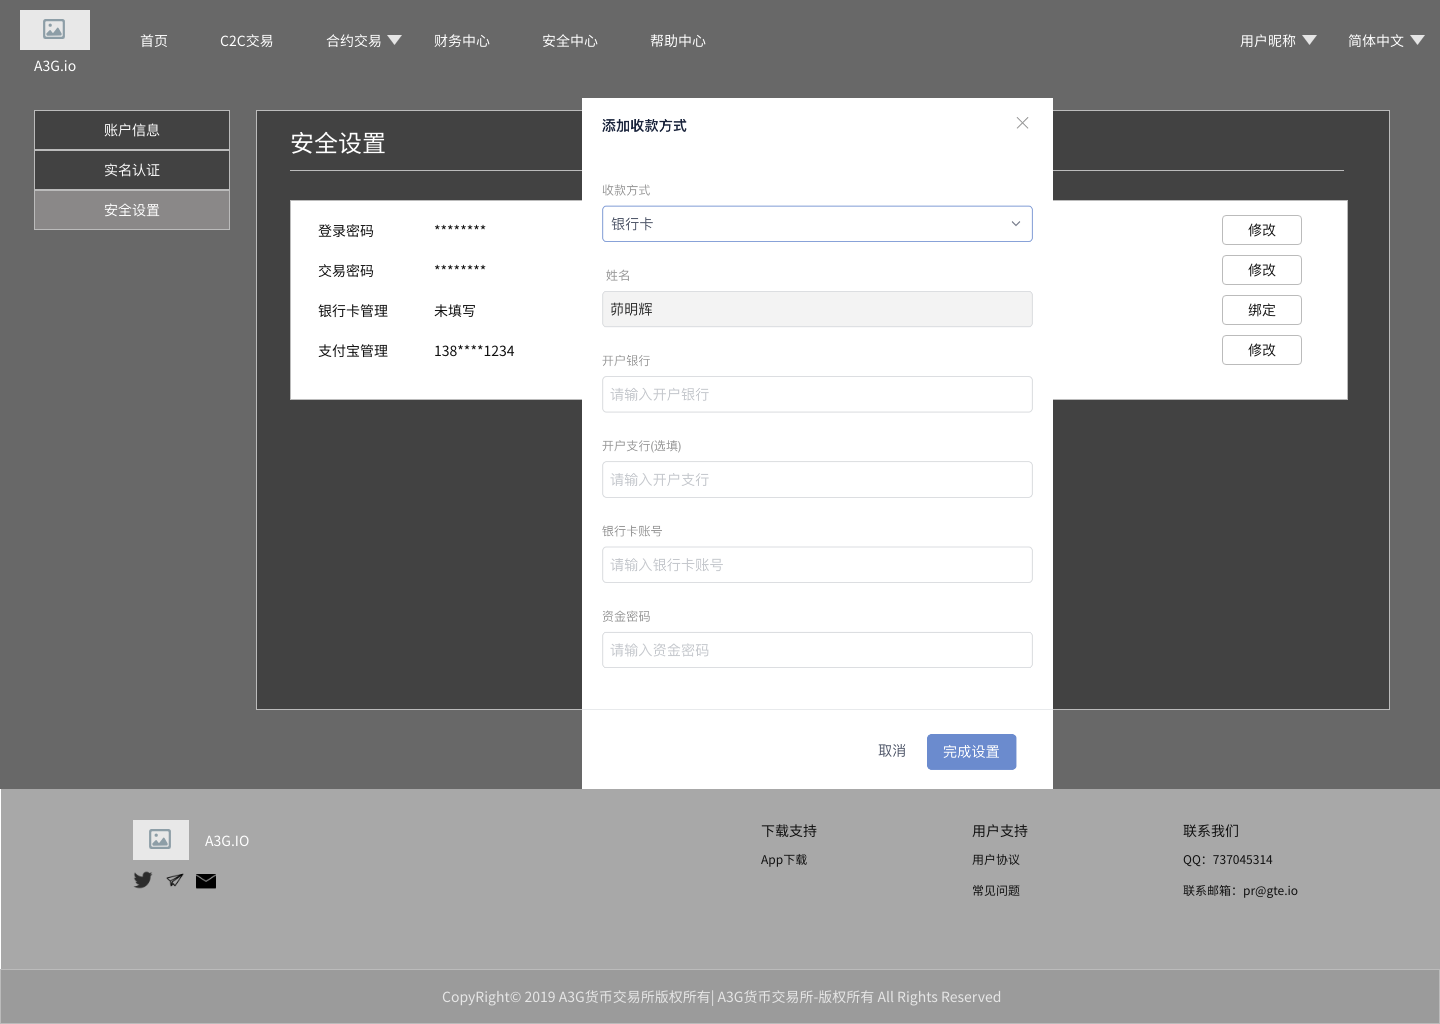 首页 C2C交易 合约交易 财务中心 安全中心 帮助中心 用户昵称 简体中文
A3G.io
账户信息
实名认证
安全设置
安全设置
登录密码 ******** 修改
交易密码 ******** 修改
银行卡管理 未填写 绑定
支付宝管理 138****1234 修改
添加收款方式
收款方式
银行卡
姓名
茆明辉
开户银行
请输入开户银行
开户支行(选填)
请输入开户支行
银行卡账号
请输入银行卡账号
资金密码
请输入资金密码
取消 完成设置
A3G.IO
下载支持
App下载
用户支持
用户协议
常见问题
联系我们
QQ：737045314
联系邮箱：pr@gte.io
CopyRight© 2019 A3G货币交易所版权所有| A3G货币交易所-版权所有 All Rights Reserved